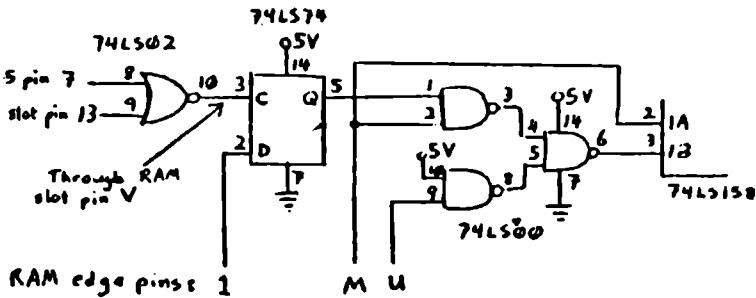 74LS74
74LS02
5V
14
5 pin 7
8
10
3
C
Q
5
1
3
5V
14
2
1A
slot pin 13
9
2
4
6
3
1B
2
D
5V
5
Through RAM
slot pin V
7
9
8
7
74LS158
74LS00
RAM edge pins: 1 M U